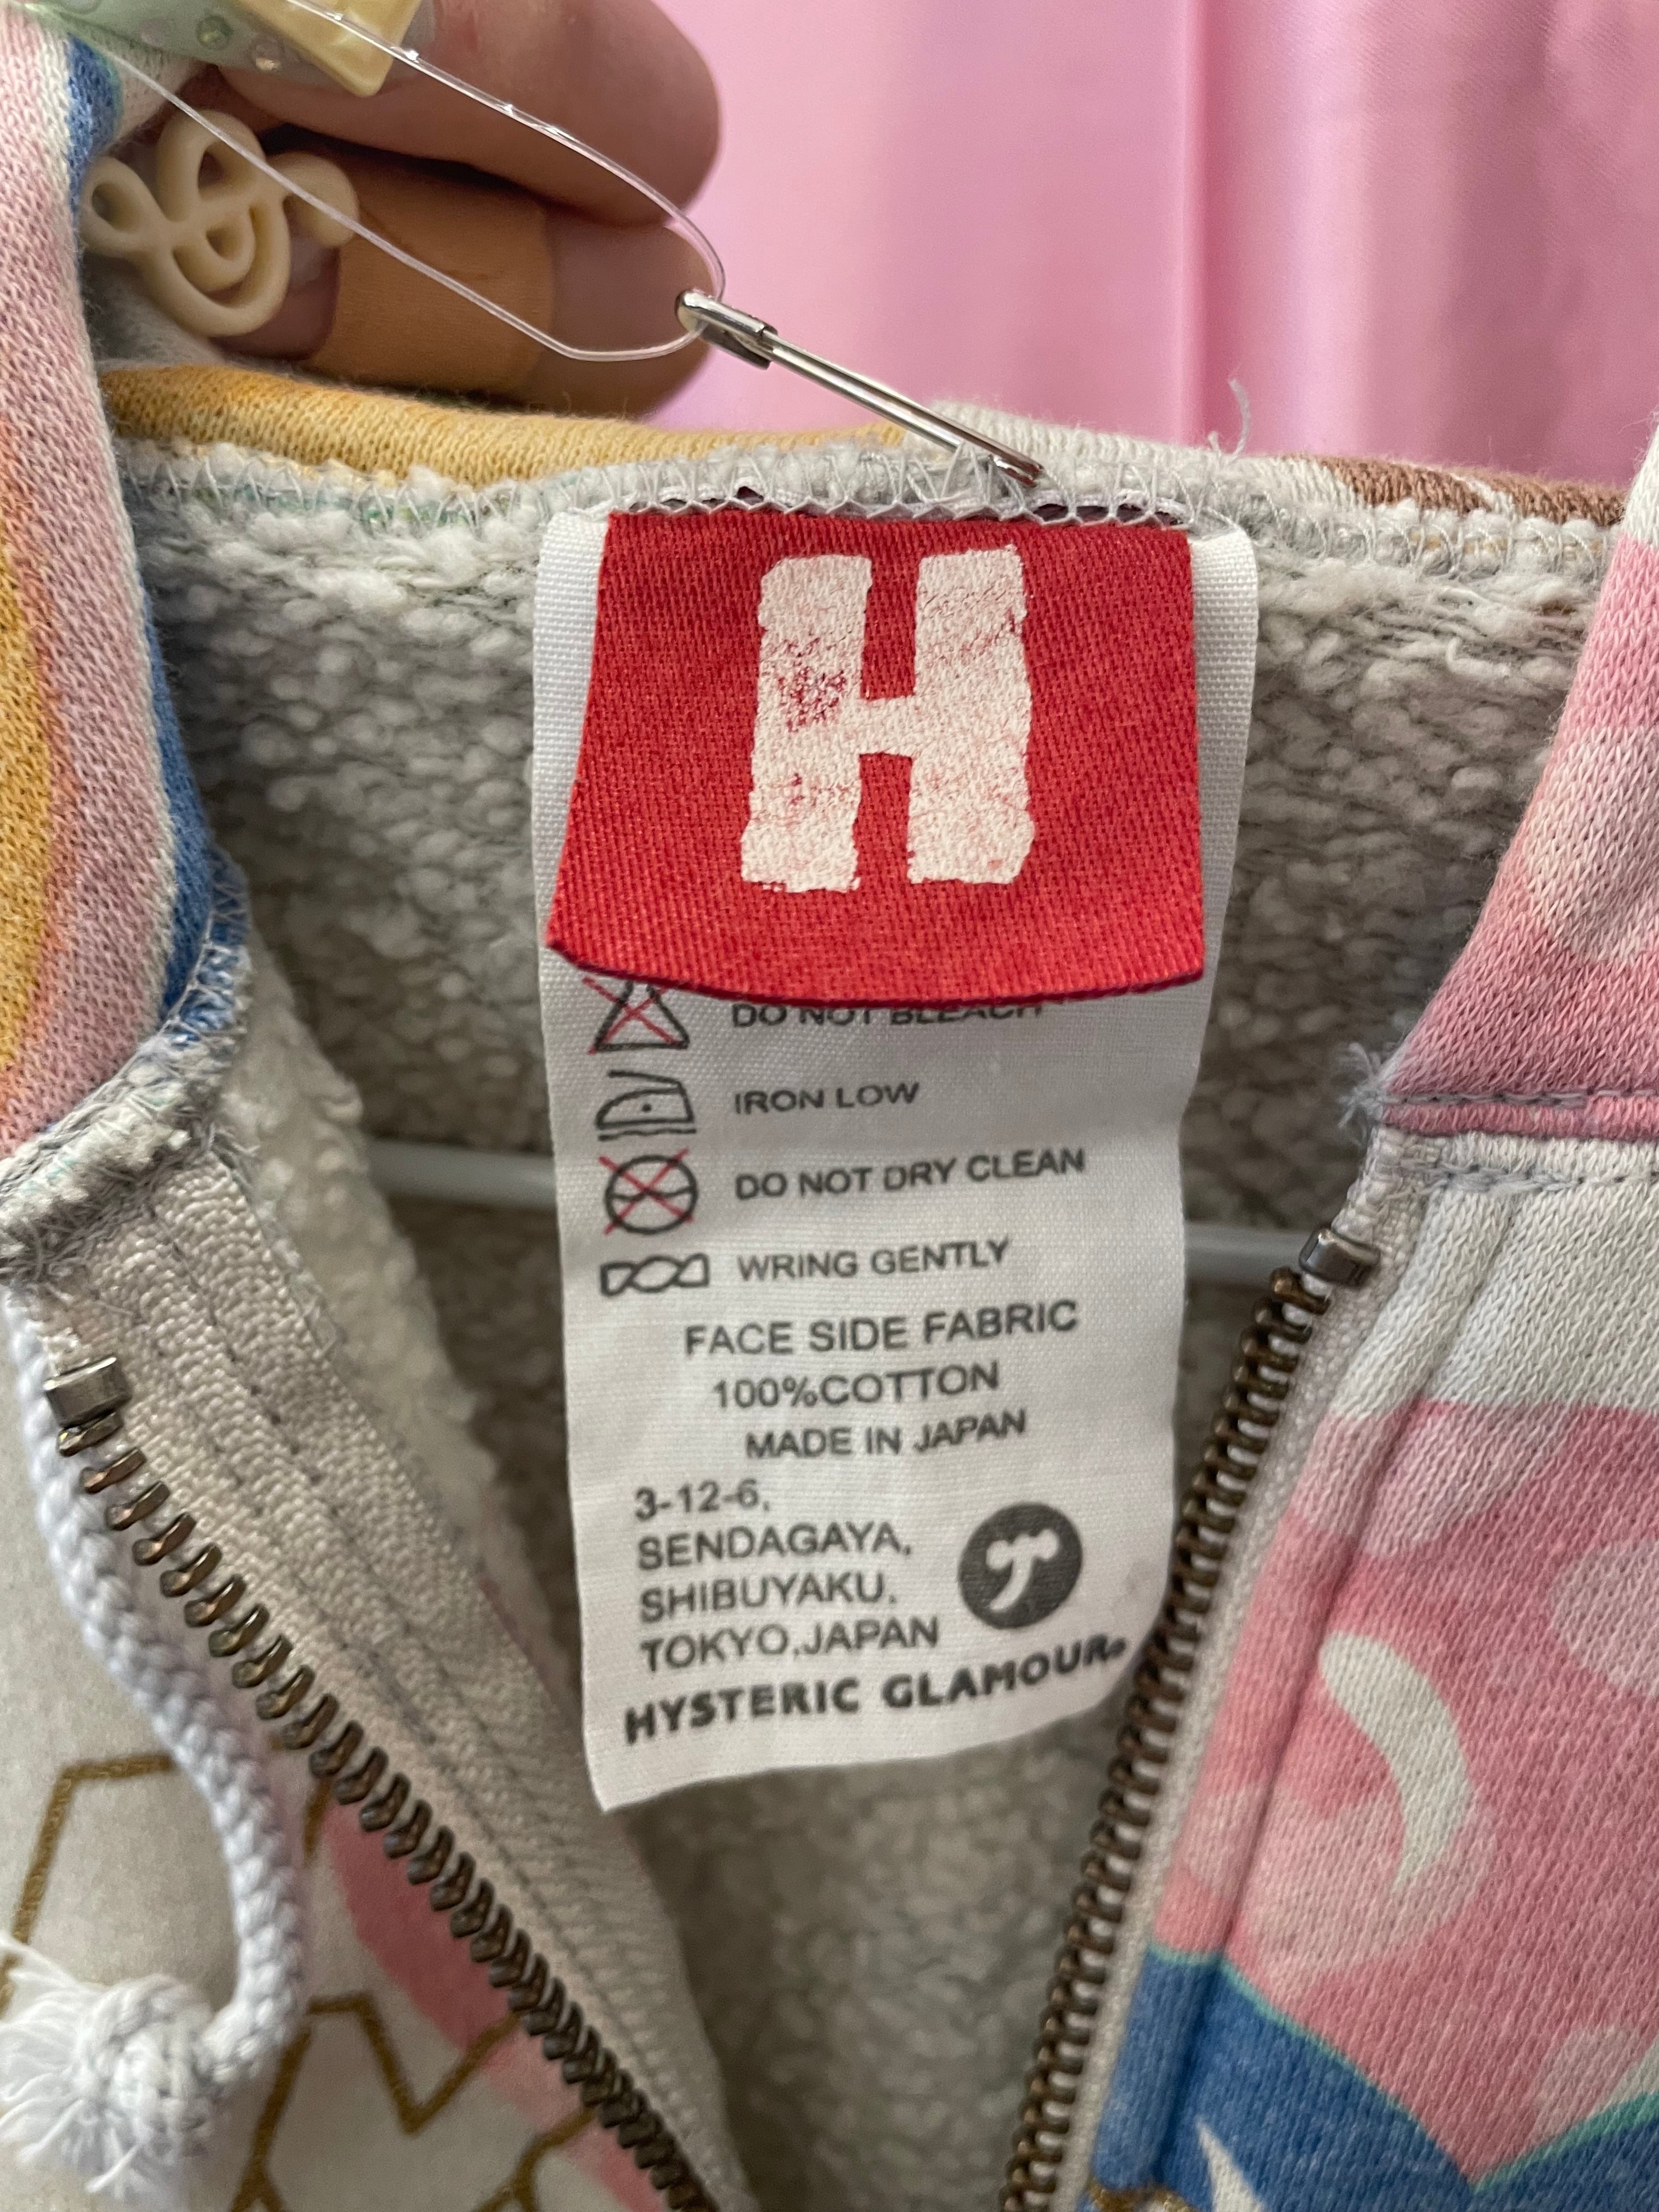 H
DO NOT BLEACH
IRON LOW
DO NOT DRY CLEAN
WRING GENTLY
FACE SIDE FABRIC
100%COTTON
MADE IN JAPAN
3-12-6,
SENDAGAYA,
SHIBUYAKU,
TOKYO,JAPAN
HYSTERIC GLAMOUR®